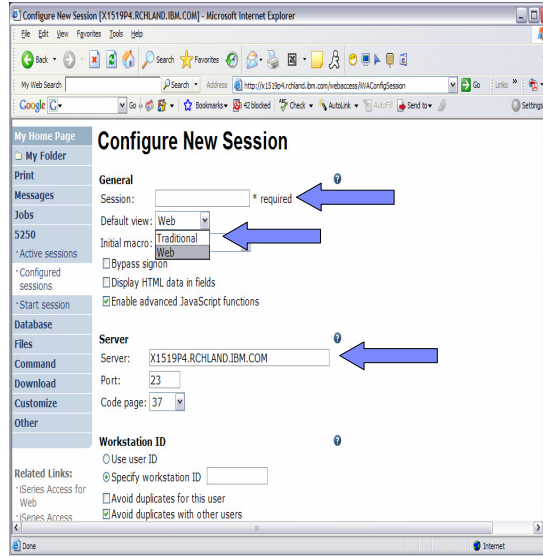 Configure New Session [X1519P4.RCHLAND.IBM.COM] - Microsoft Internet Explorer
File Edit View Favorites Tools Help
Back Search Favorites
My Web Search Search Address http://x1519p4.rchland.ibm.com/webaccess/WAConfigSession Go Links »
Google G Go Bookmarks 42 blocked Check AutoLink AutoFill Send to Settings
My Home Page
My Folder
Print
Messages
Jobs
5250
Active sessions
Configured sessions
Start session
Database
Files
Command
Download
Customize
Other
Related Links:
iSeries Access for Web
iSeries Access
Configure New Session
General
Session: * required
Default view: Web
Traditional
Web
Initial macro:
Bypass signon
Display HTML data in fields
Enable advanced JavaScript functions
Server
Server: X1519P4.RCHLAND.IBM.COM
Port: 23
Code page: 37
Workstation ID
Use user ID
Specify workstation ID
Avoid duplicates for this user
Avoid duplicates with other users
Done Internet